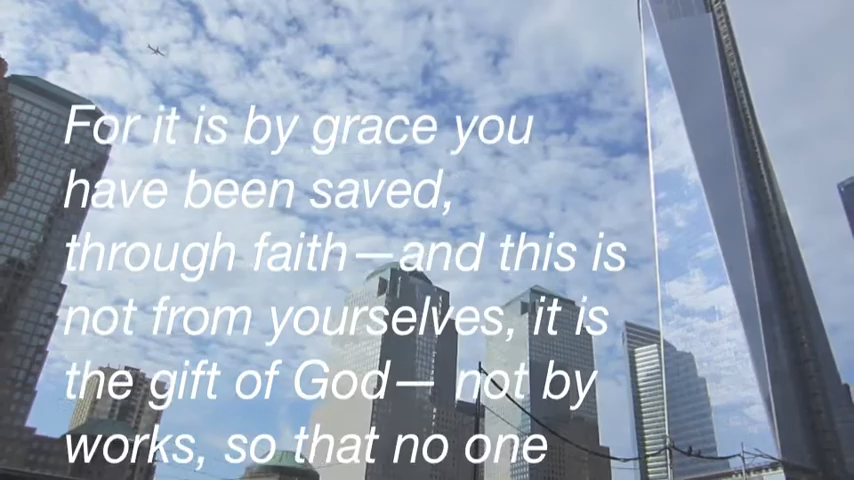 For it is by grace you
have been saved,
through faith—and this is
not from yourselves, it is
the gift of God— not by
works, so that no one